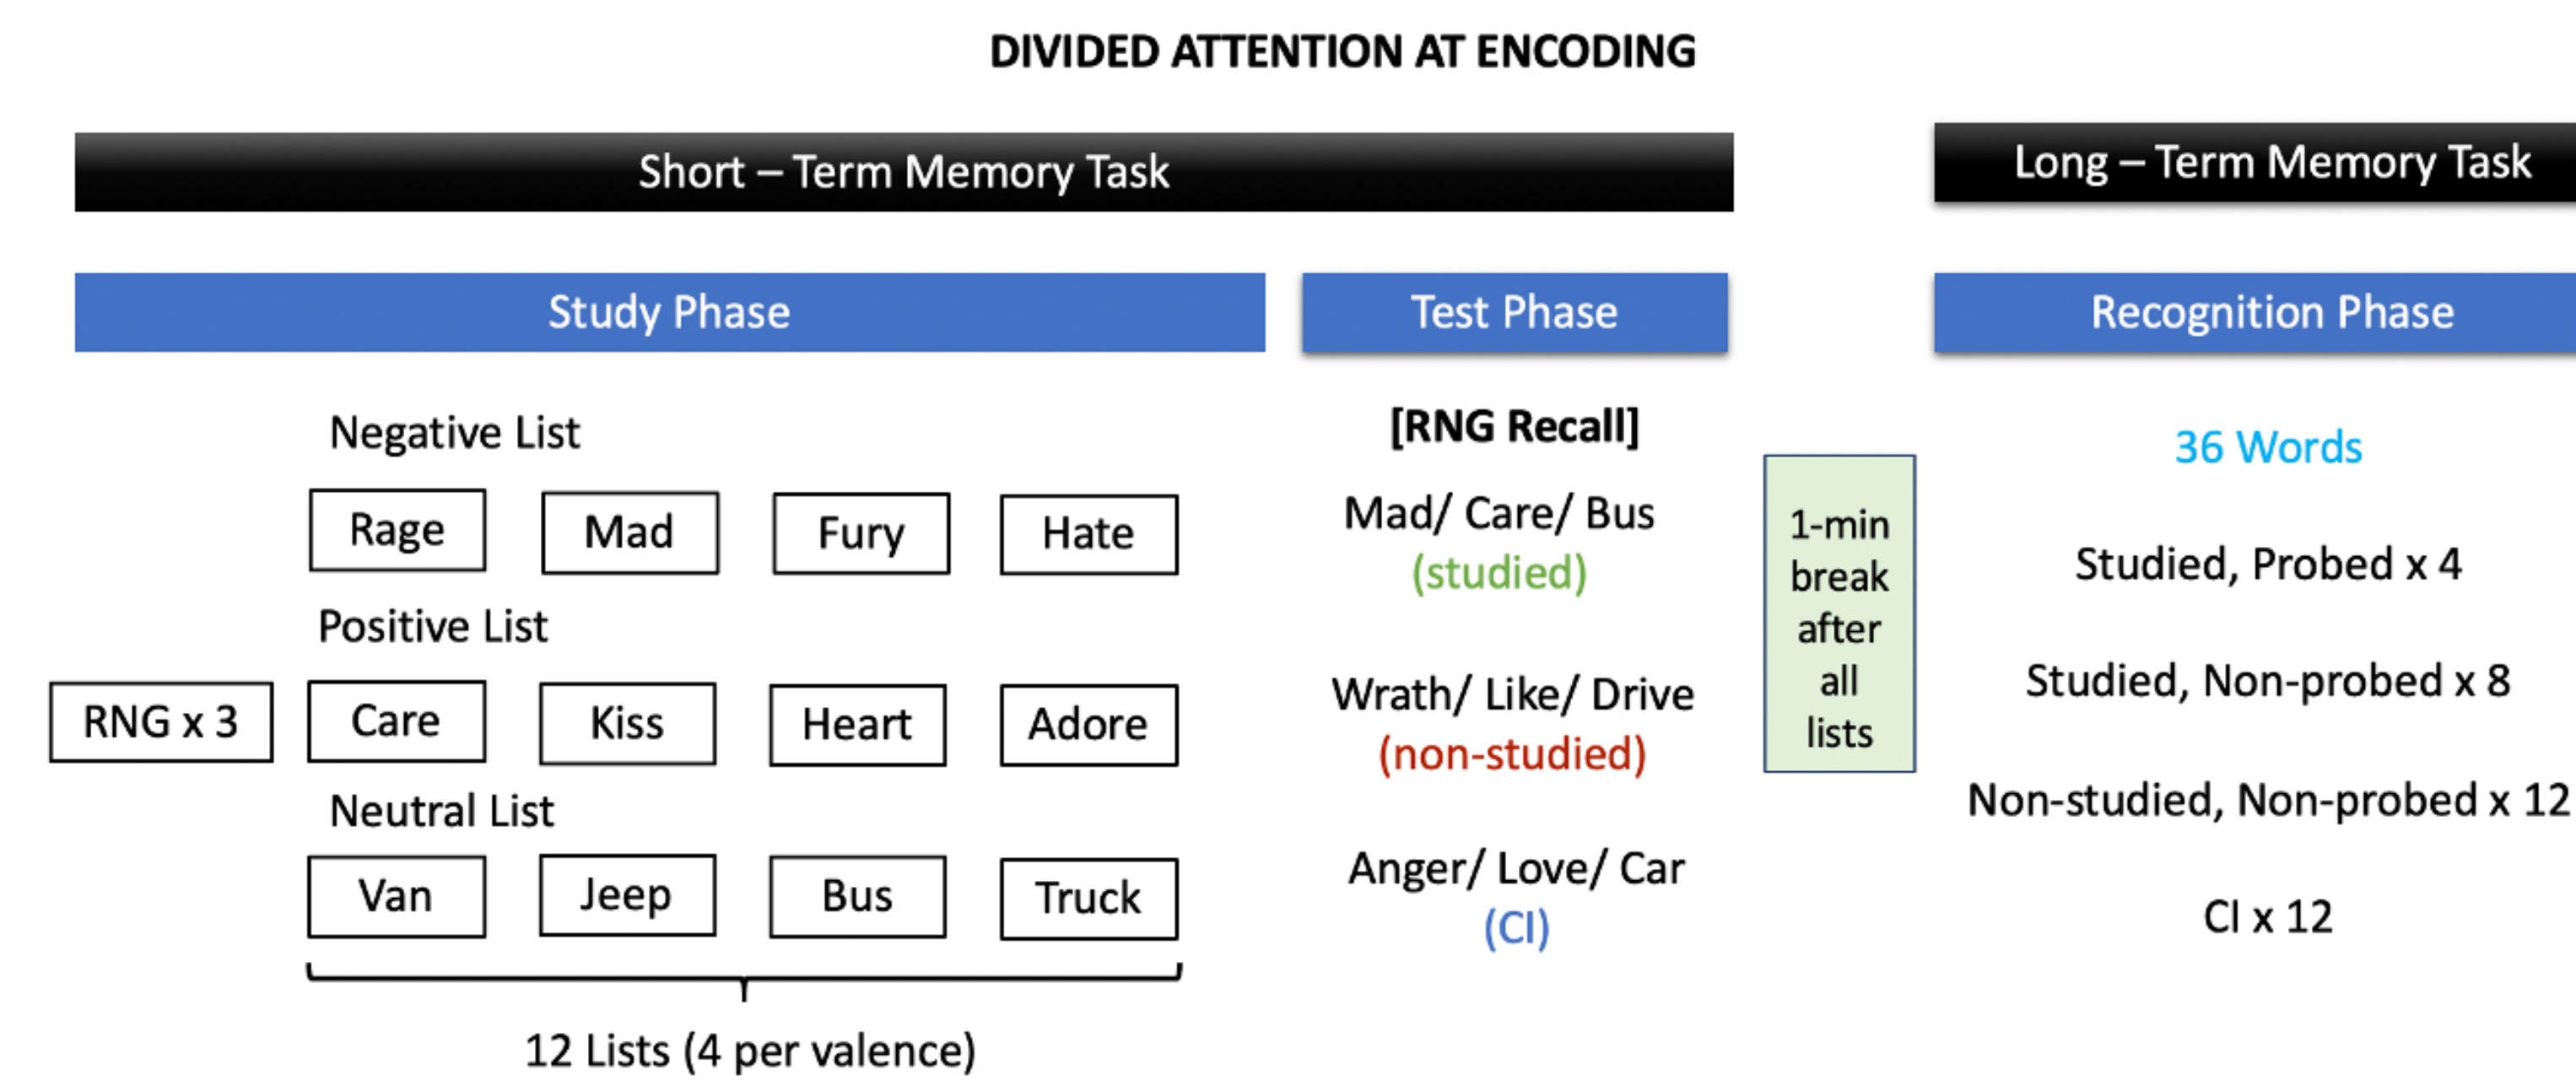 DIVIDED ATTENTION AT ENCODING
Short – Term Memory Task
Long – Term Memory Task
Study Phase
Test Phase
Recognition Phase
Negative List
Rage
Mad
Fury
Hate
Positive List
RNG x 3
Care
Kiss
Heart
Adore
Neutral List
Van
Jeep
Bus
Truck
12 Lists (4 per valence)
[RNG Recall]
Mad/ Care/ Bus
(studied)
Wrath/ Like/ Drive
(non-studied)
Anger/ Love/ Car
(CI)
1-min
break
after
all
lists
36 Words
Studied, Probed x 4
Studied, Non-probed x 8
Non-studied, Non-probed x 12
CI x 12